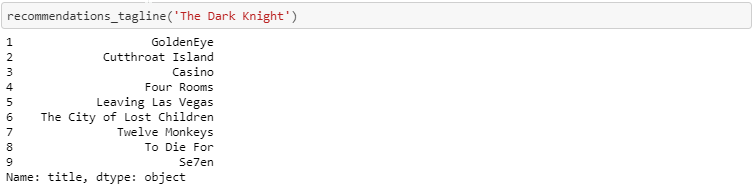 recommendations_tagline('The Dark Knight')
1 GoldenEye
2 Cutthroat Island
3 Casino
4 Four Rooms
5 Leaving Las Vegas
6 The City of Lost Children
7 Twelve Monkeys
8 To Die For
9 Se7en
Name: title, dtype: object